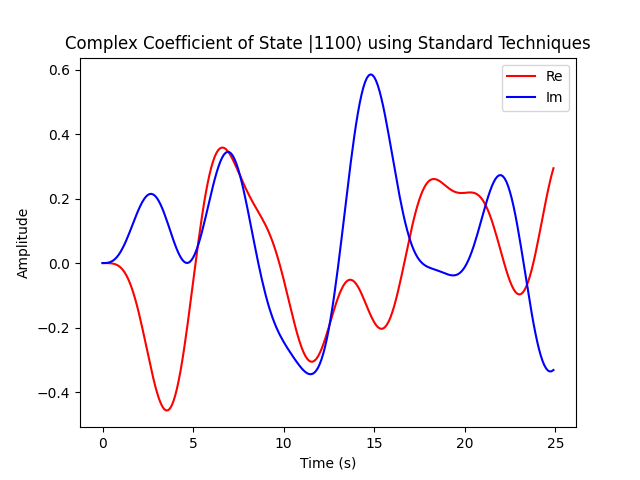 Complex Coefficient of State |1100⟩ using Standard Techniques
Re
Im
Amplitude
0.6
0.4
0.2
0.0
−0.2
−0.4
0 5 10 15 20 25
Time (s)